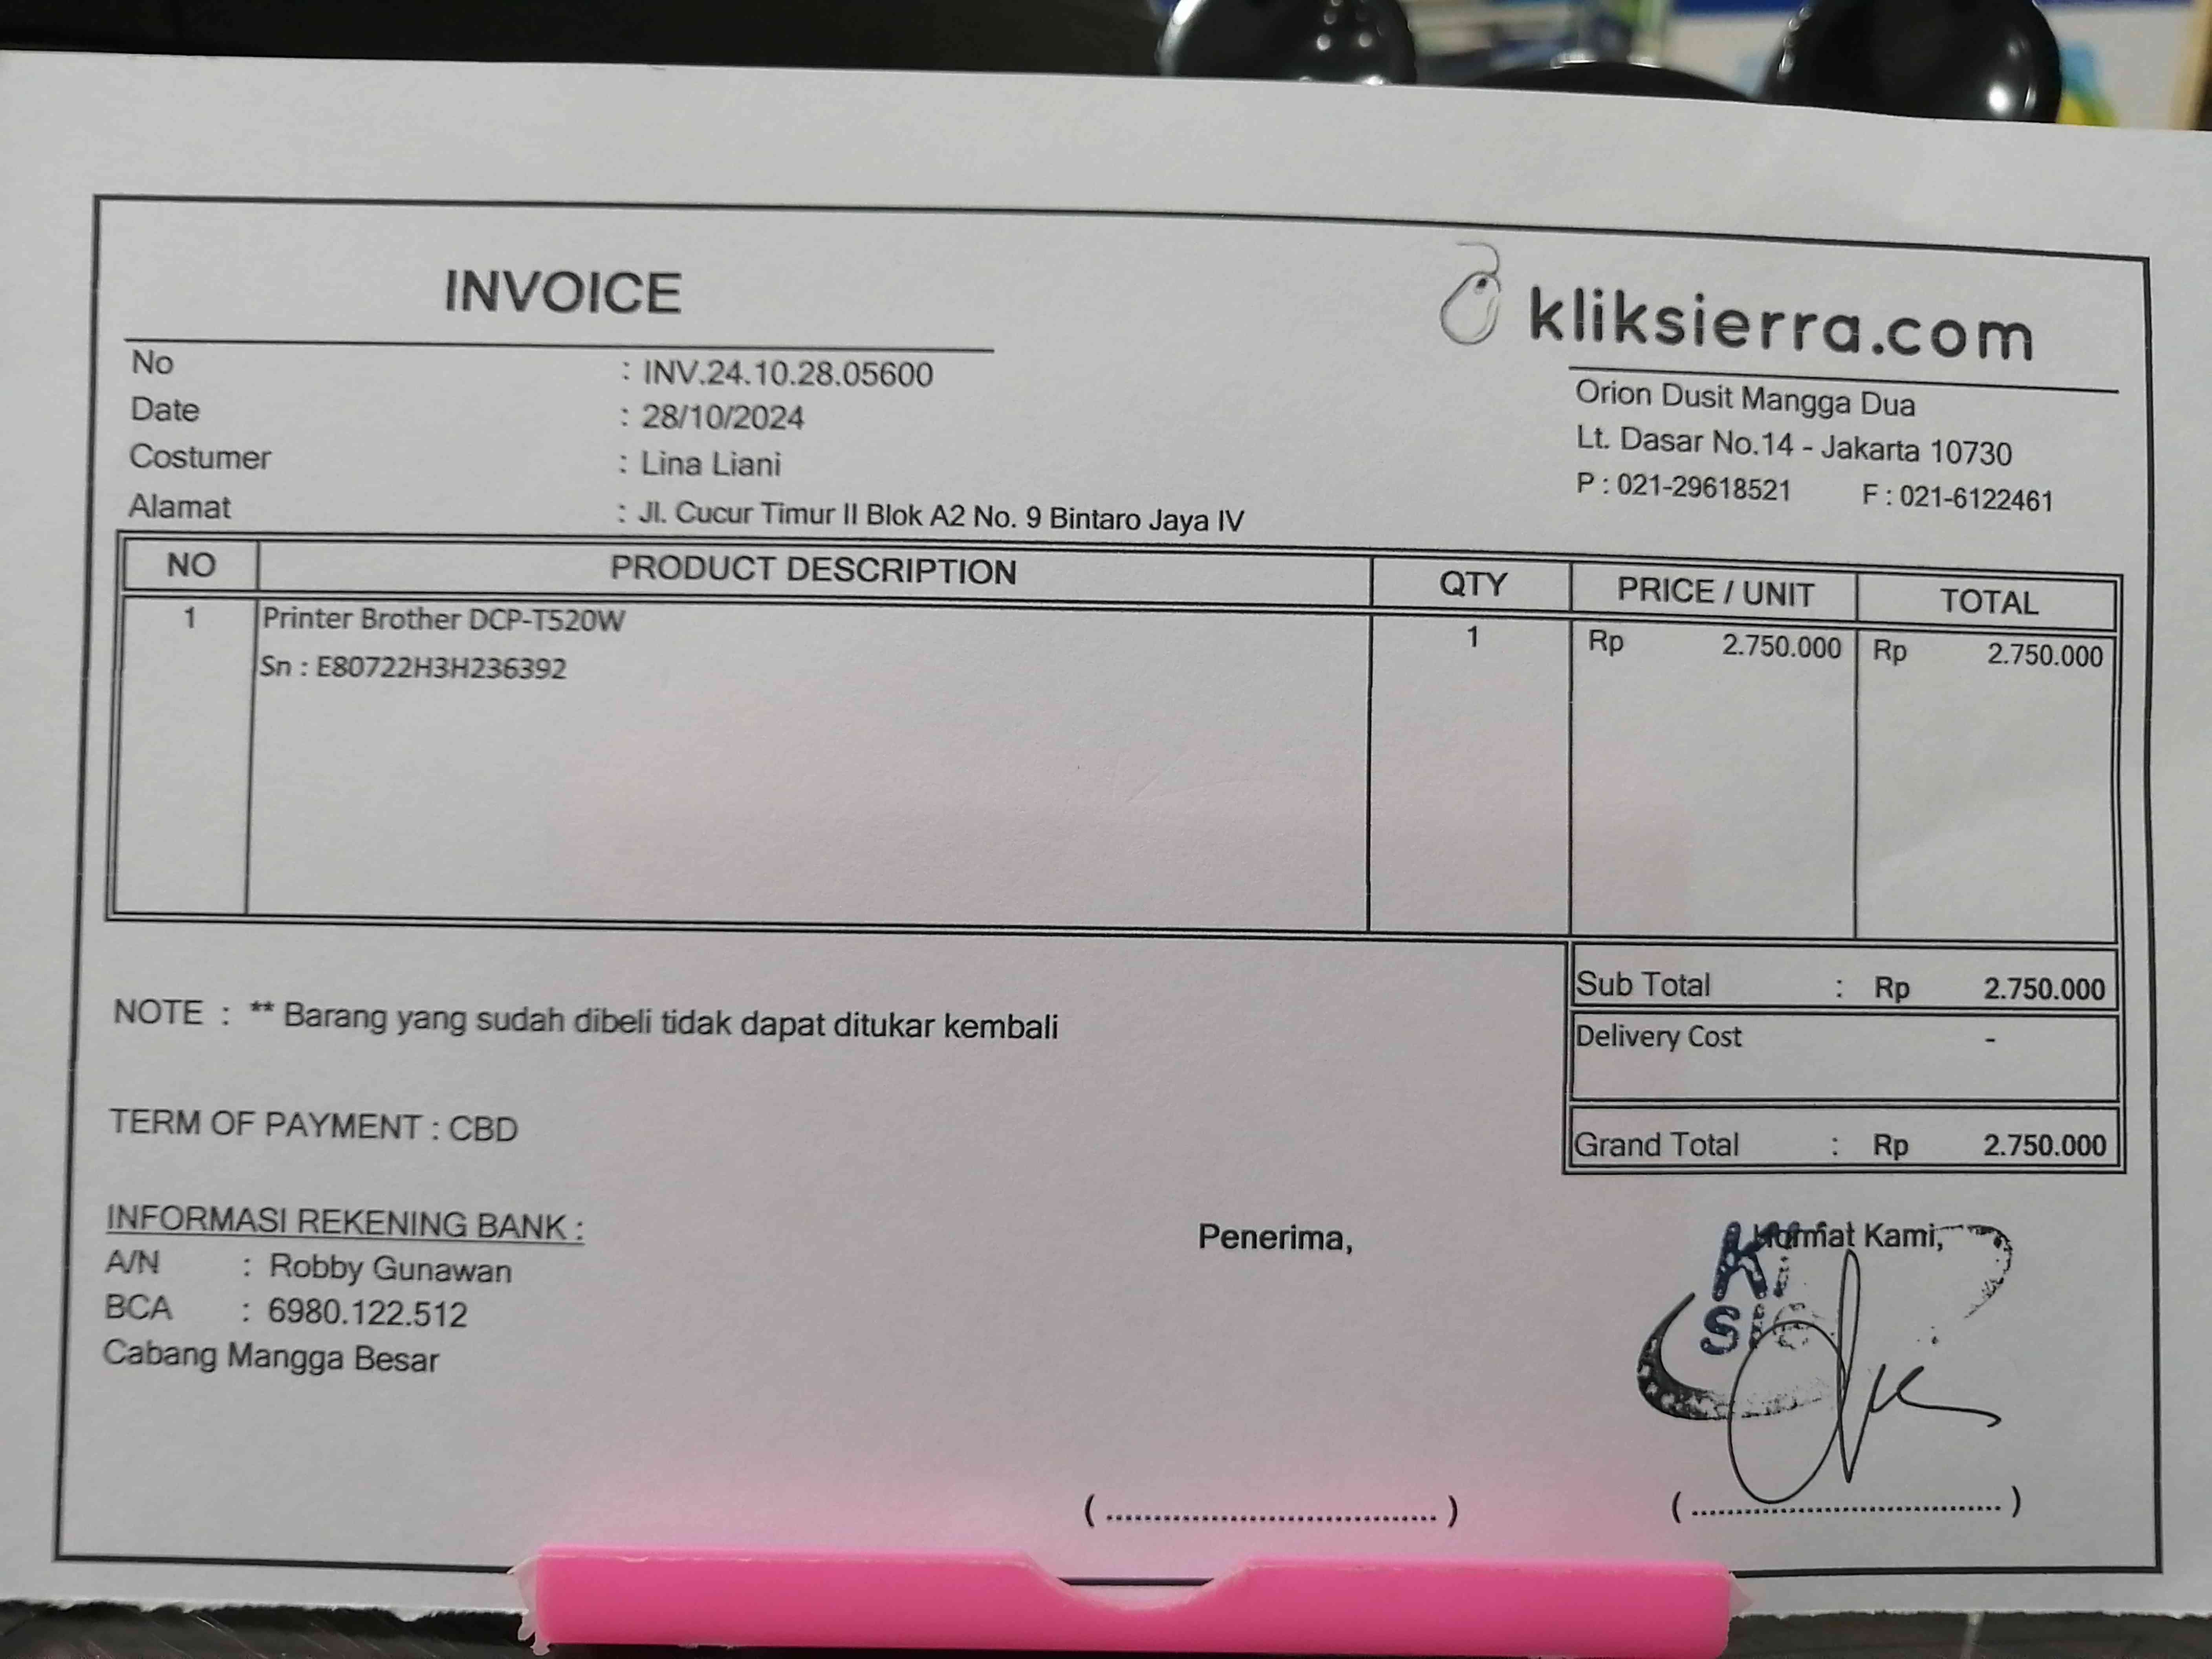 INVOICE
kliksierra.com
Orion Dusit Mangga Dua
Lt. Dasar No.14 - Jakarta 10730
P : 021-29618521 F : 021-6122461
No : INV.24.10.28.05600
Date : 28/10/2024
Costumer : Lina Liani
Alamat : Jl. Cucur Timur II Blok A2 No. 9 Bintaro Jaya IV
NO PRODUCT DESCRIPTION QTY PRICE / UNIT TOTAL
1 Printer Brother DCP-T520W 1 Rp 2.750.000 Rp 2.750.000
Sn : E80722H3H236392
Sub Total : Rp 2.750.000
Delivery Cost -
Grand Total : Rp 2.750.000
NOTE : ** Barang yang sudah dibeli tidak dapat ditukar kembali
TERM OF PAYMENT : CBD
INFORMASI REKENING BANK :
A/N : Robby Gunawan
BCA : 6980.122.512
Cabang Mangga Besar
Penerima,
Hormat Kami,
( .................................. )
( .................................. )